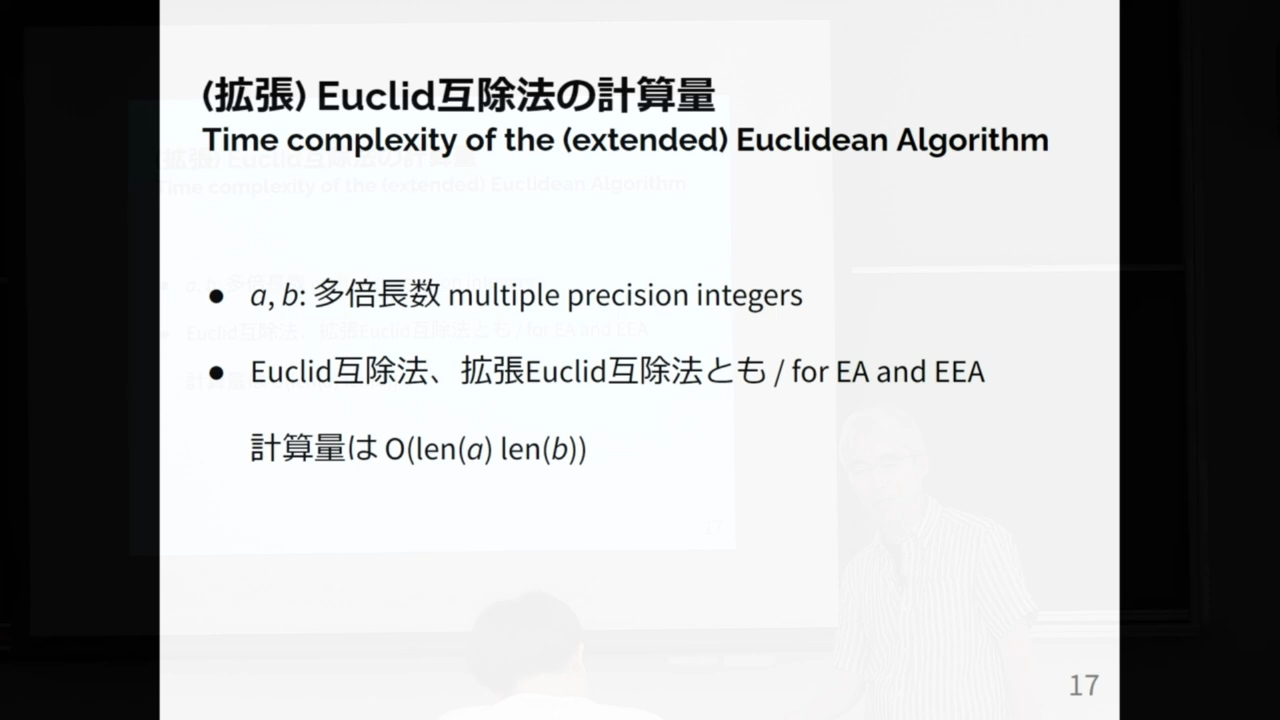 (拡張) Euclid互除法の計算量
Time complexity of the (extended) Euclidean Algorithm
● a, b: 多倍長数 multiple precision integers
● Euclid互除法、拡張Euclid互除法とも / for EA and EEA
計算量は O(len(a) len(b))
17